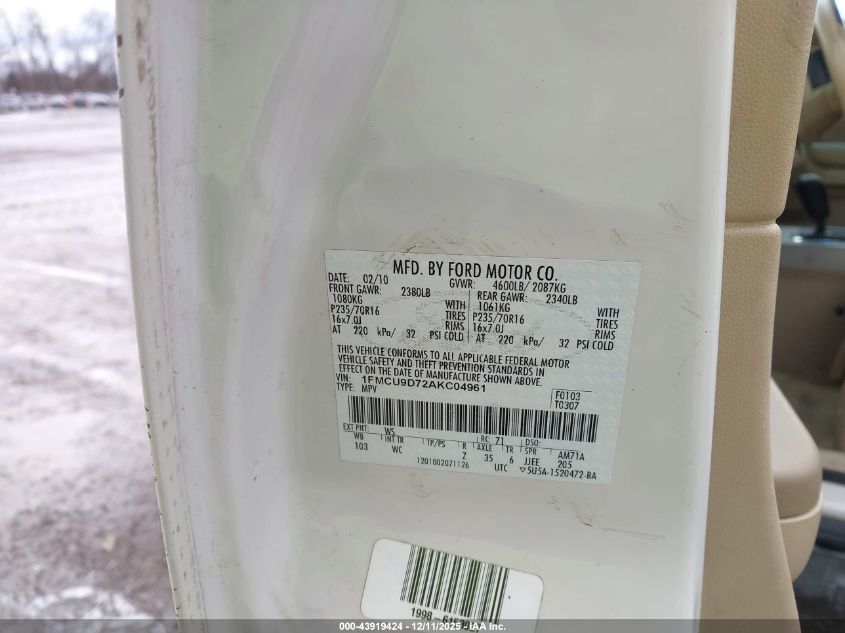 MFD. BY FORD MOTOR CO.
DATE: 02/10 GVWR: 4600LB/ 2087KG
FRONT GAWR: 2380LB REAR GAWR: 2340LB
1080KG WITH 1061KG WITH
P235/70R16 TIRES P235/70R16 TIRES
16x7.0J RIMS 16x7.0J RIMS
AT 220 kPa/ 32 PSI COLD AT 220 kPa/ 32 PSI COLD
THIS VEHICLE CONFORMS TO ALL APPLICABLE FEDERAL MOTOR
VEHICLE SAFETY AND THEFT PREVENTION STANDARDS IN
EFFECT ON THE DATE OF MANUFACTURE SHOWN ABOVE.
VIN: 1FMCU9D72AKC04961 F0103
TYPE: MPV T0307
EXT PNT: WS RC: 71 DSO:
WB INT TR TP/PS R AXLE TR SPR AM71A
103 WC Z 35 6 JJEE 205
1201002071126 UTC ▽5U5A-1520472-BA
1998-
000-43919424 - 12/11/2025 - IAA Inc.